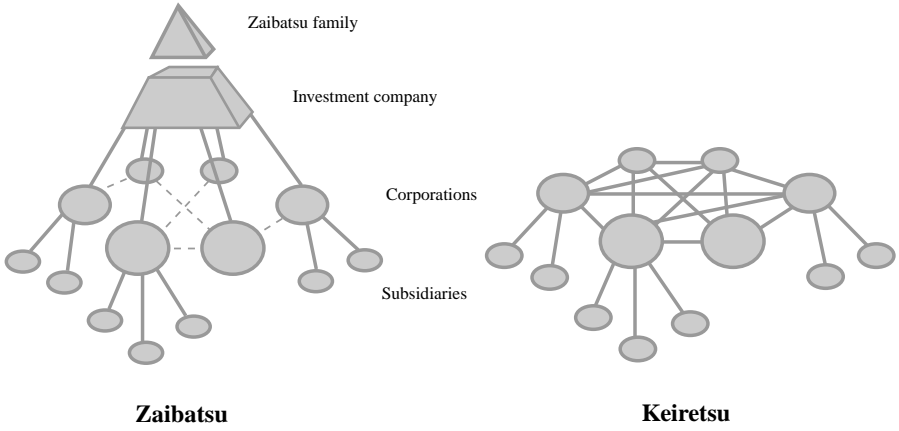 Zaibatsu family
Investment company
Corporations
Subsidiaries
Zaibatsu
Keiretsu